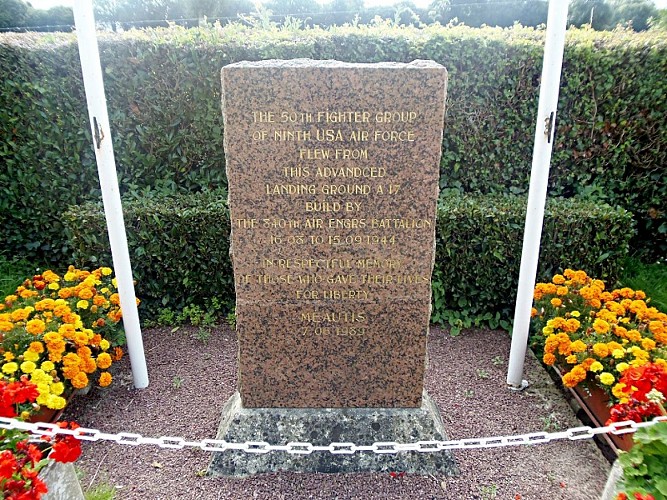 THE 50TH FIGHTER GROUP
OF NINTH USA AIR FORCE
FLEW FROM
THIS ADVANDCED
LANDING GROUND A 17
BUILD BY
THE 840TH AIR ENGRS BATTALION
16·08 TO 15·09·1944
IN RESPECTFUL MEMORY
OF THOSE WHO GAVE THEIR LIVES
FOR LIBERTY
MEAUTIS
7·06·1989